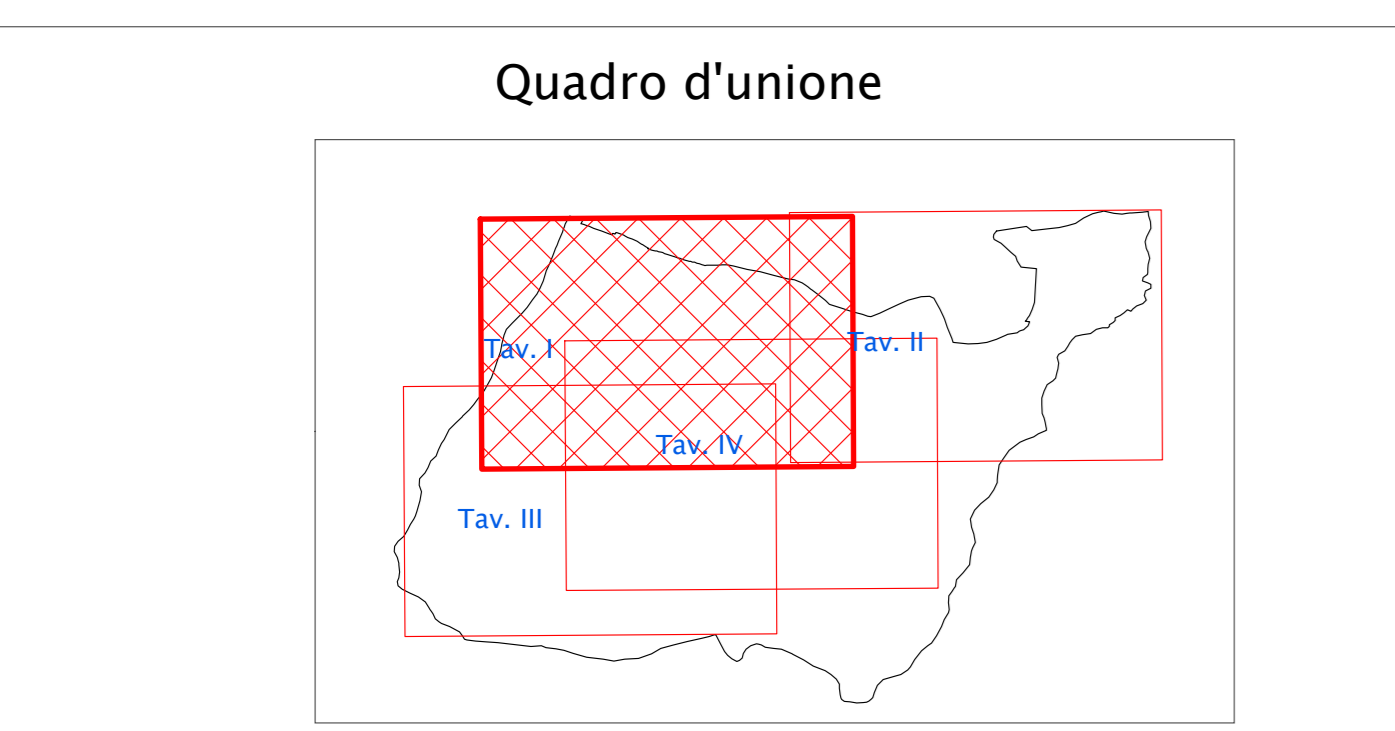 Quadro d'unione
Tav. I
Tav. II
Tav. IV
Tav. III